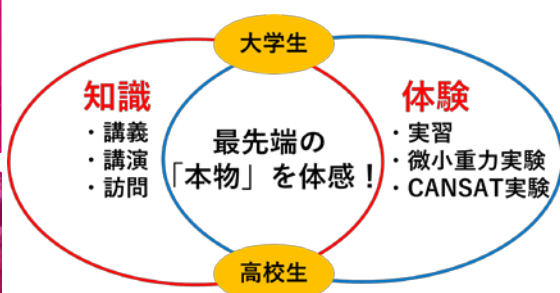 大学生
知識
・講義
・講演
・訪問
最先端の
「本物」を体感！
体験
・実習
・微小重力実験
・CANSAT実験
高校生